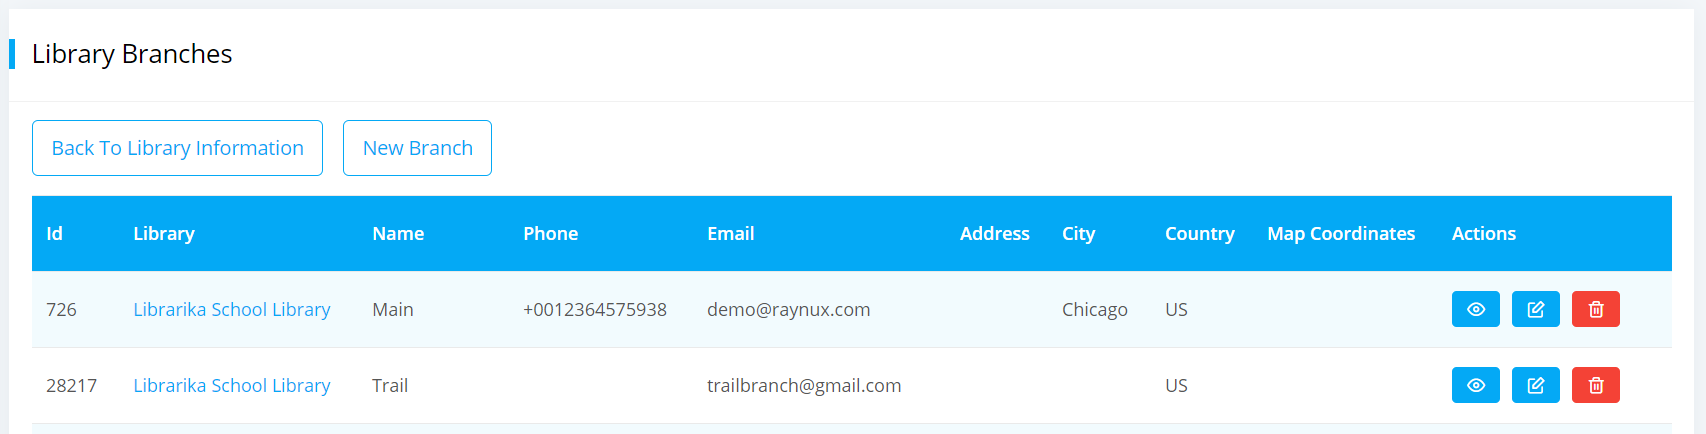 Library Branches
Back To Library Information New Branch
Id Library Name Phone Email Address City Country Map Coordinates Actions
726 Librarika School Library Main +0012364575938 demo@raynux.com Chicago US
28217 Librarika School Library Trail trailbranch@gmail.com US